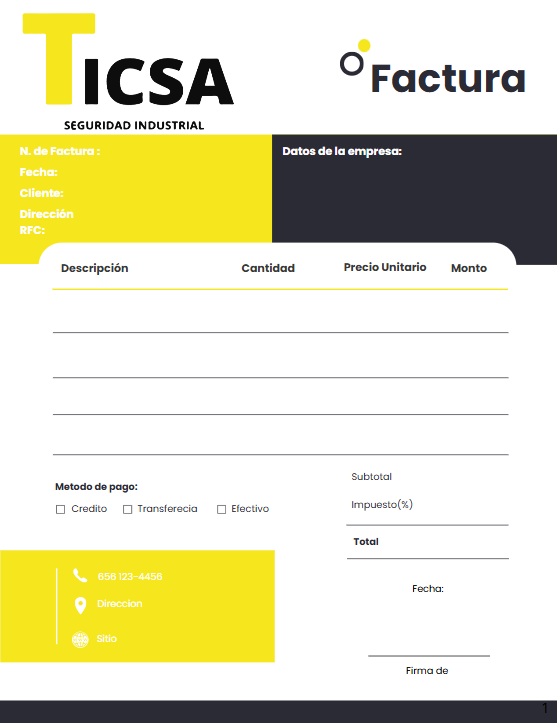 TICSA
SEGURIDAD INDUSTRIAL
Factura
N. de Factura :
Fecha:
Cliente:
Dirección
RFC:
Datos de la empresa:
Descripción Cantidad Precio Unitario Monto
Metodo de pago:
Credito Transferecia Efectivo
Subtotal
Impuesto(%)
Total
656 123-4456
Direccion
Sitio
Fecha:
Firma de
1